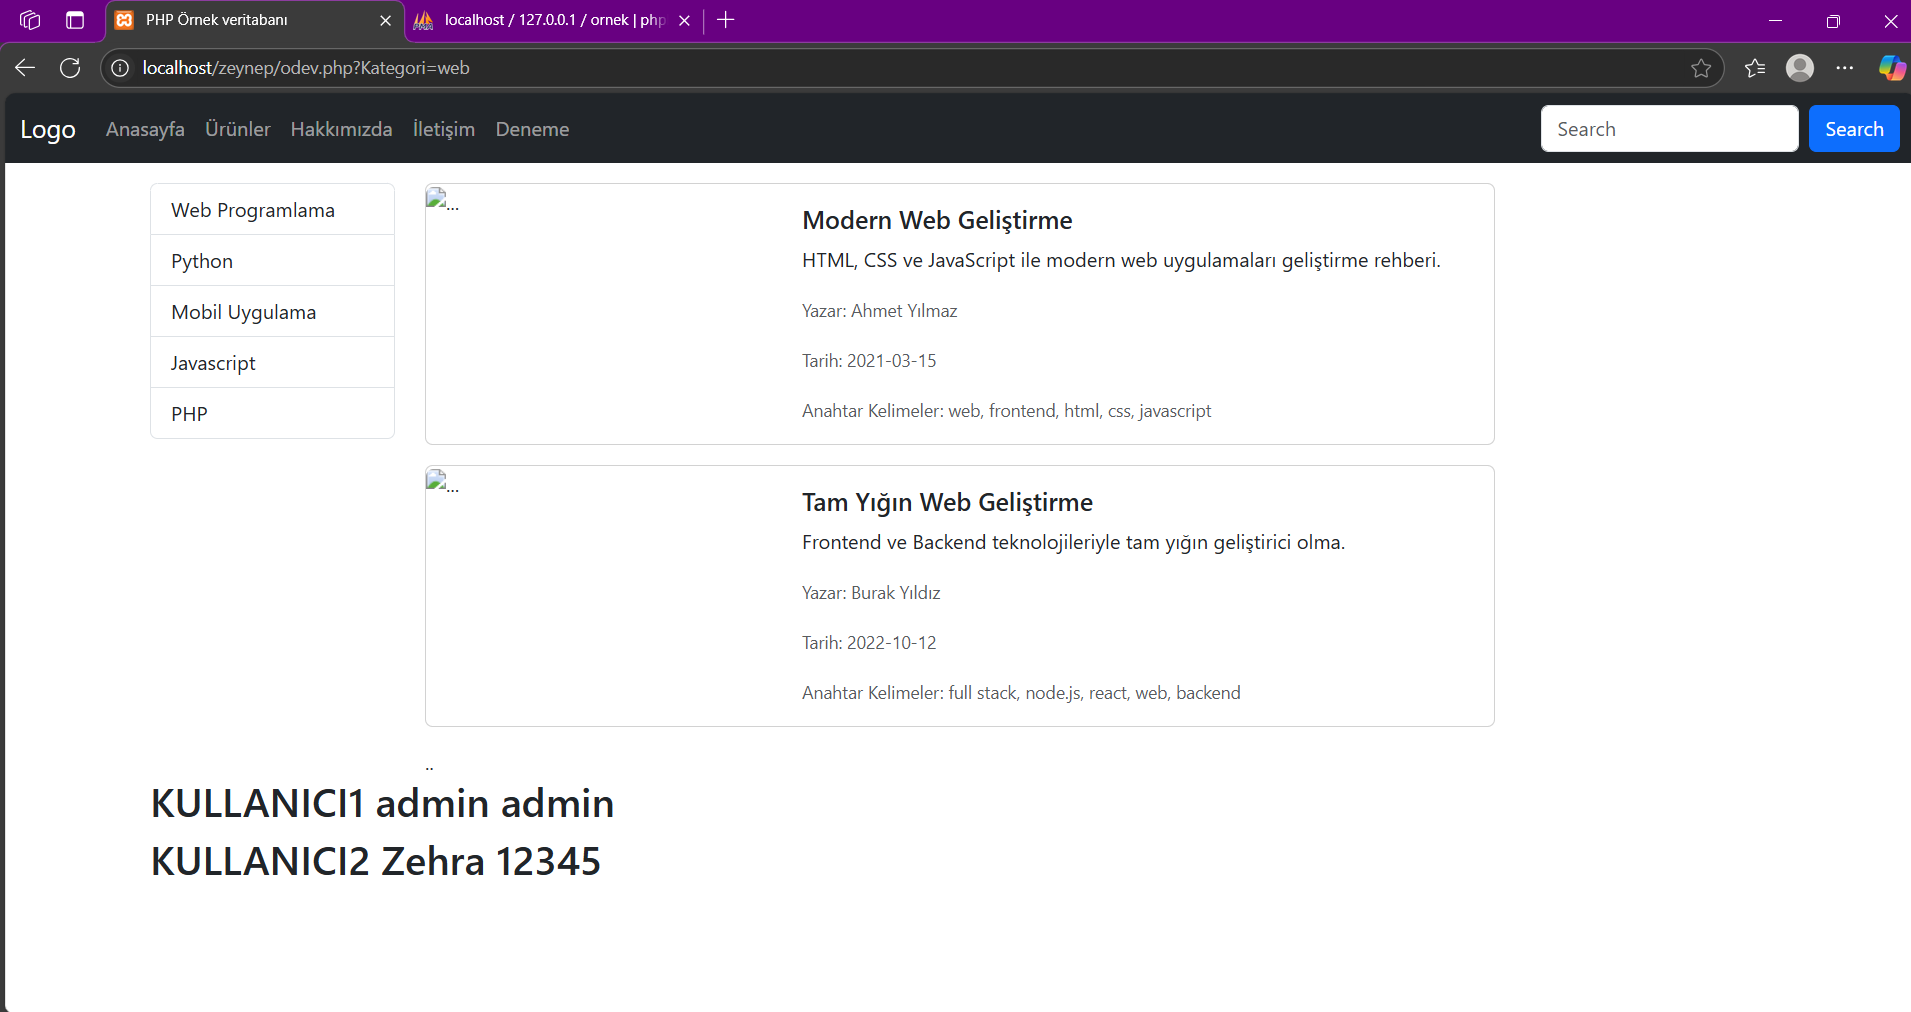 PHP Örnek veritabanı
localhost / 127.0.0.1 / ornek | php
localhost/zeynep/odev.php?Kategori=web
Logo Anasayfa Ürünler Hakkımızda İletişim Deneme Search Search
Web Programlama
Python
Mobil Uygulama
Javascript
PHP
...
Modern Web Geliştirme
HTML, CSS ve JavaScript ile modern web uygulamaları geliştirme rehberi.
Yazar: Ahmet Yılmaz
Tarih: 2021-03-15
Anahtar Kelimeler: web, frontend, html, css, javascript
...
Tam Yığın Web Geliştirme
Frontend ve Backend teknolojileriyle tam yığın geliştirici olma.
Yazar: Burak Yıldız
Tarih: 2022-10-12
Anahtar Kelimeler: full stack, node.js, react, web, backend
..
KULLANICI1 admin admin
KULLANICI2 Zehra 12345